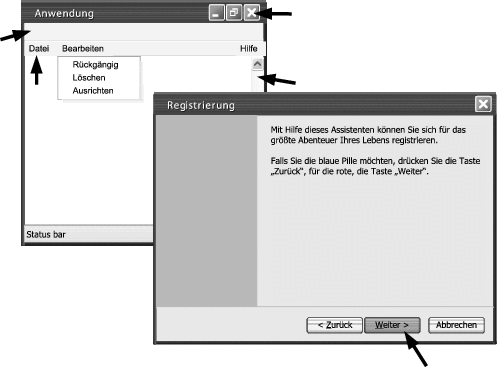 Anwendung
Datei Bearbeiten Hilfe
Rückgängig
Löschen
Ausrichten
Status bar
Registrierung
Mit Hilfe dieses Assistenten können Sie sich für das
größte Abenteuer Ihres Lebens registrieren.
Falls Sie die blaue Pille möchten, drücken Sie die Taste
„Zurück“, für die rote, die Taste „Weiter“.
< Zurück Weiter > Abbrechen